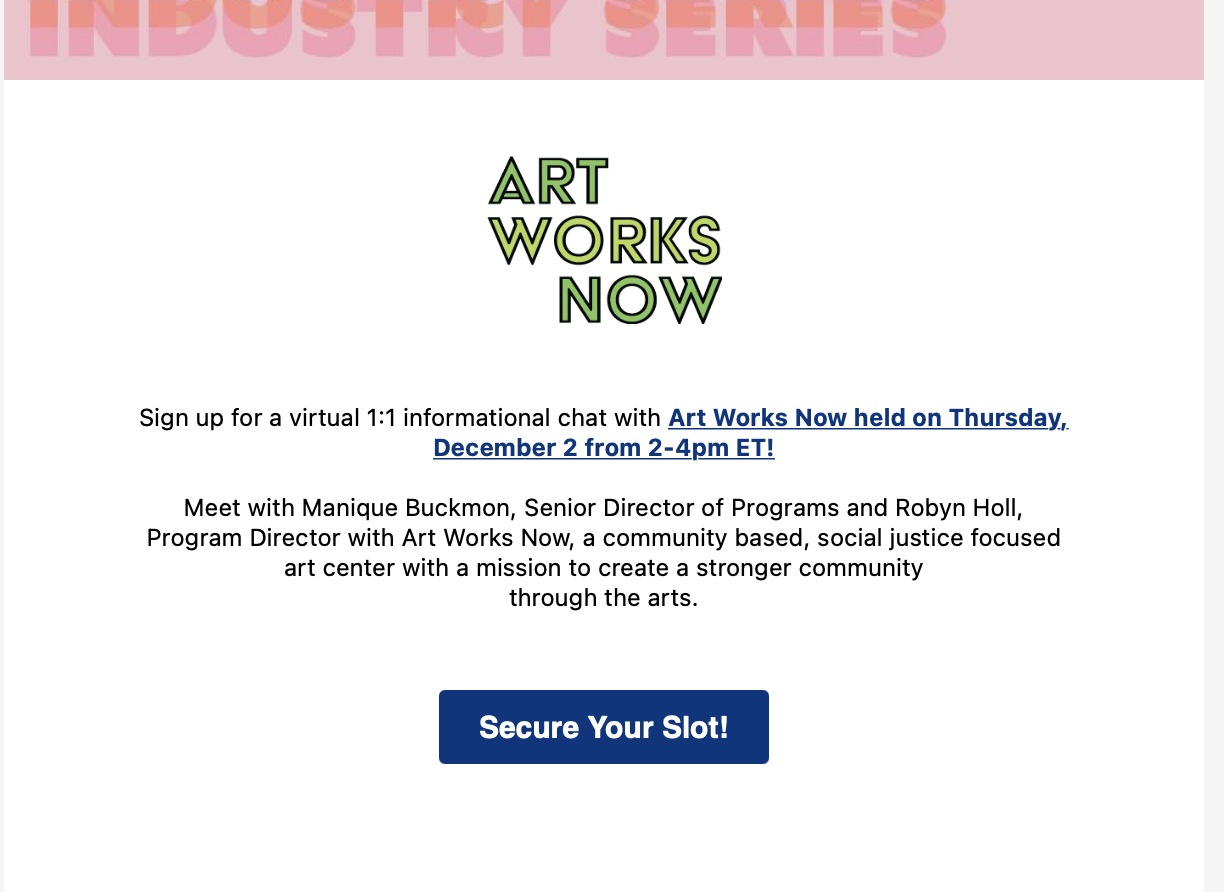 INDUSTRY SERIES
ART
WORKS
NOW
Sign up for a virtual 1:1 informational chat with Art Works Now held on Thursday,
December 2 from 2-4pm ET!
Meet with Manique Buckmon, Senior Director of Programs and Robyn Holl,
Program Director with Art Works Now, a community based, social justice focused
art center with a mission to create a stronger community
through the arts.
Secure Your Slot!